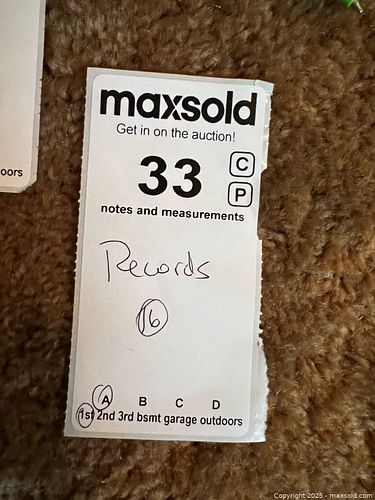 maxsold
Get in on the auction!
33
C
P
notes and measurements
Records
16
A B C D
1st 2nd 3rd bsmt garage outdoors
oors
Copyright 2025 - maxsold.com